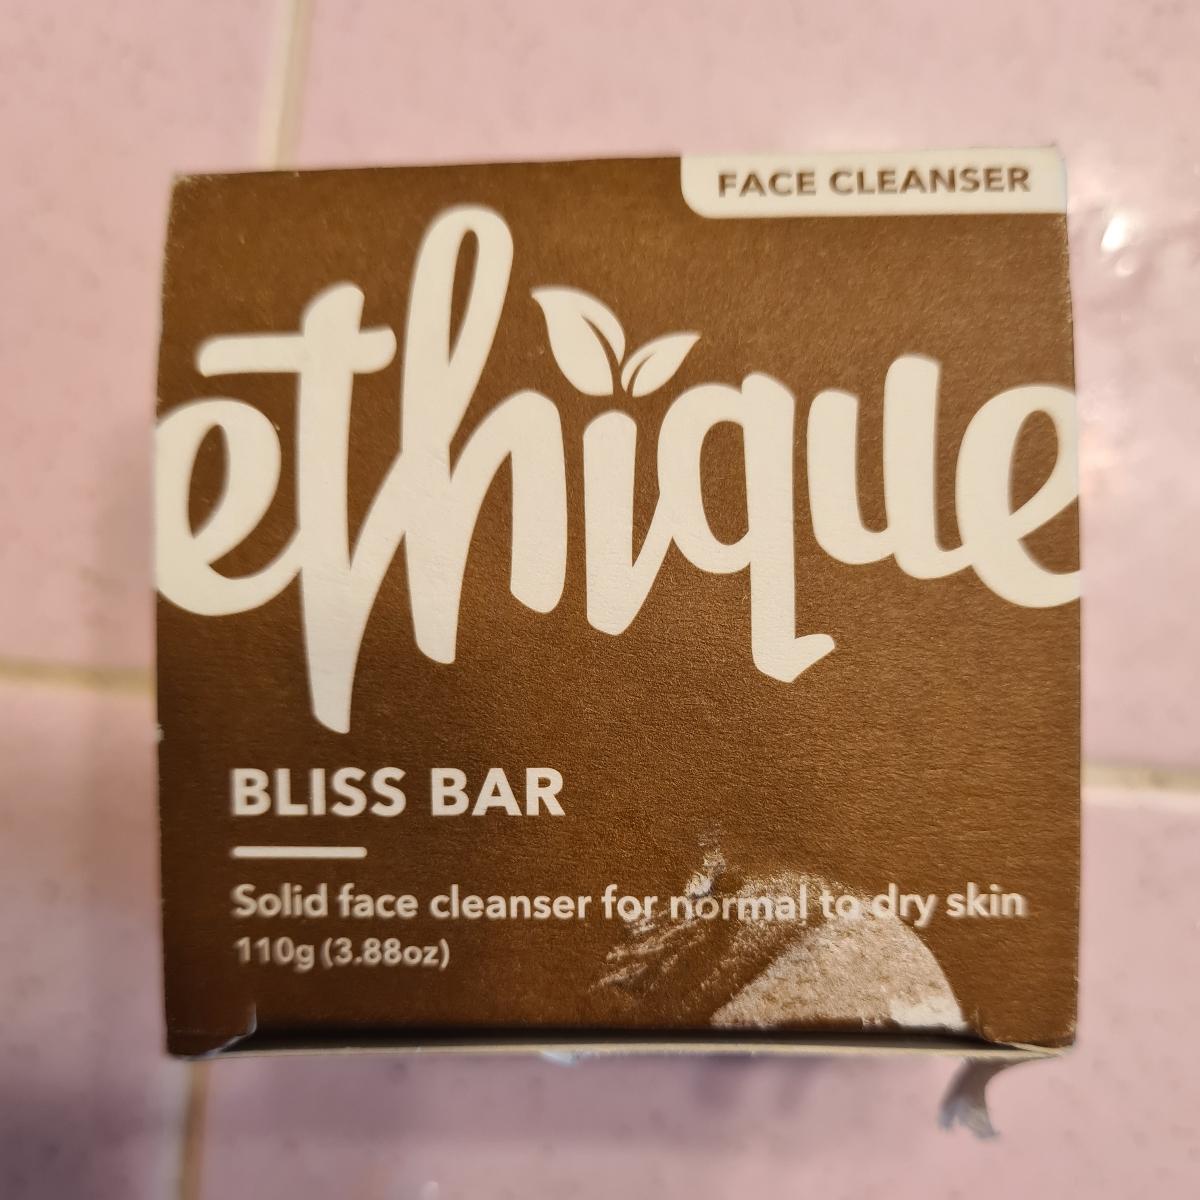 FACE CLEANSER
ethique
BLISS BAR
Solid face cleanser for normal to dry skin
110g (3.88oz)